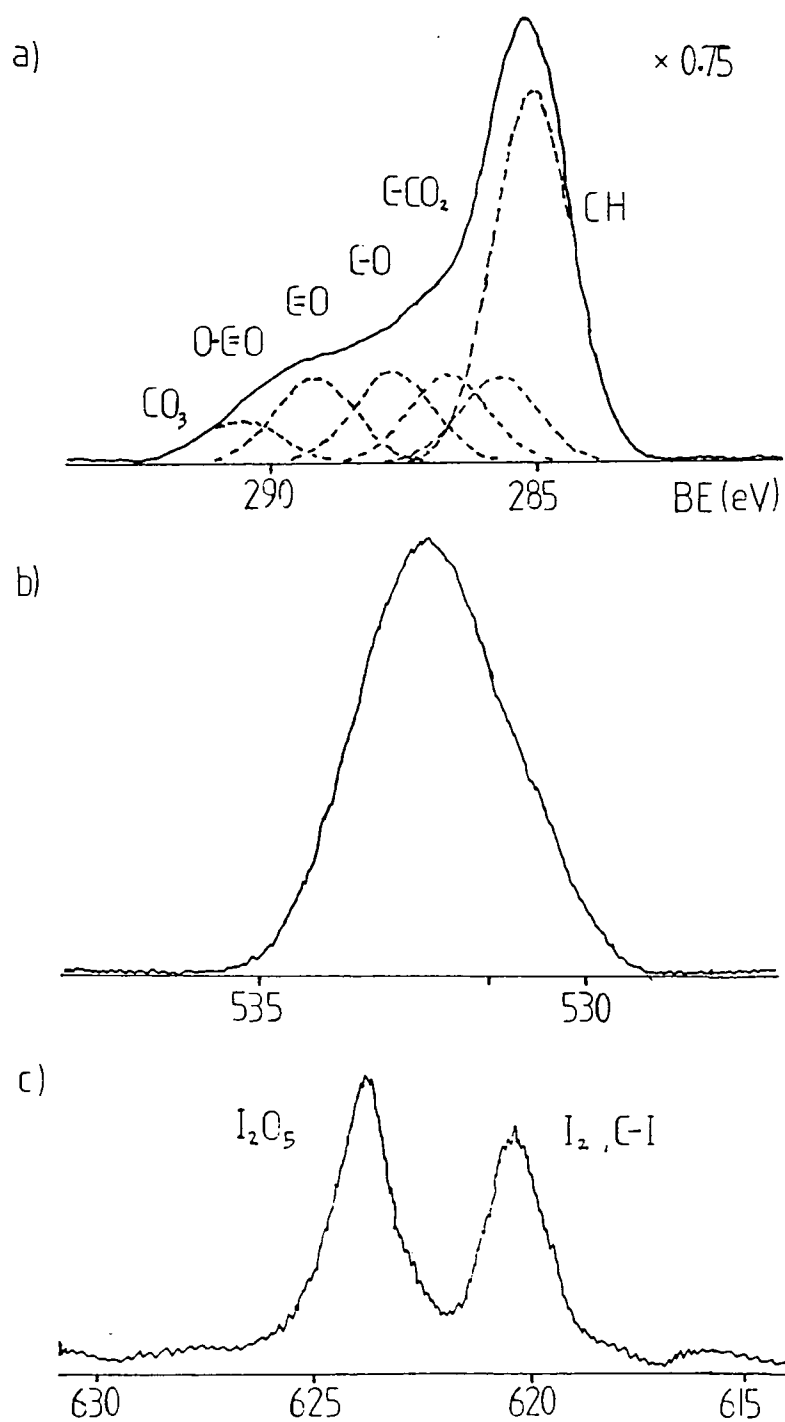 a)
× 0.75
C-CO₂
CH
C-O
C=O
O-C=O
CO₃
290 285 BE (eV)
b)
535 530
c)
I₂O₅
I₂ , C-I
630 625 620 615